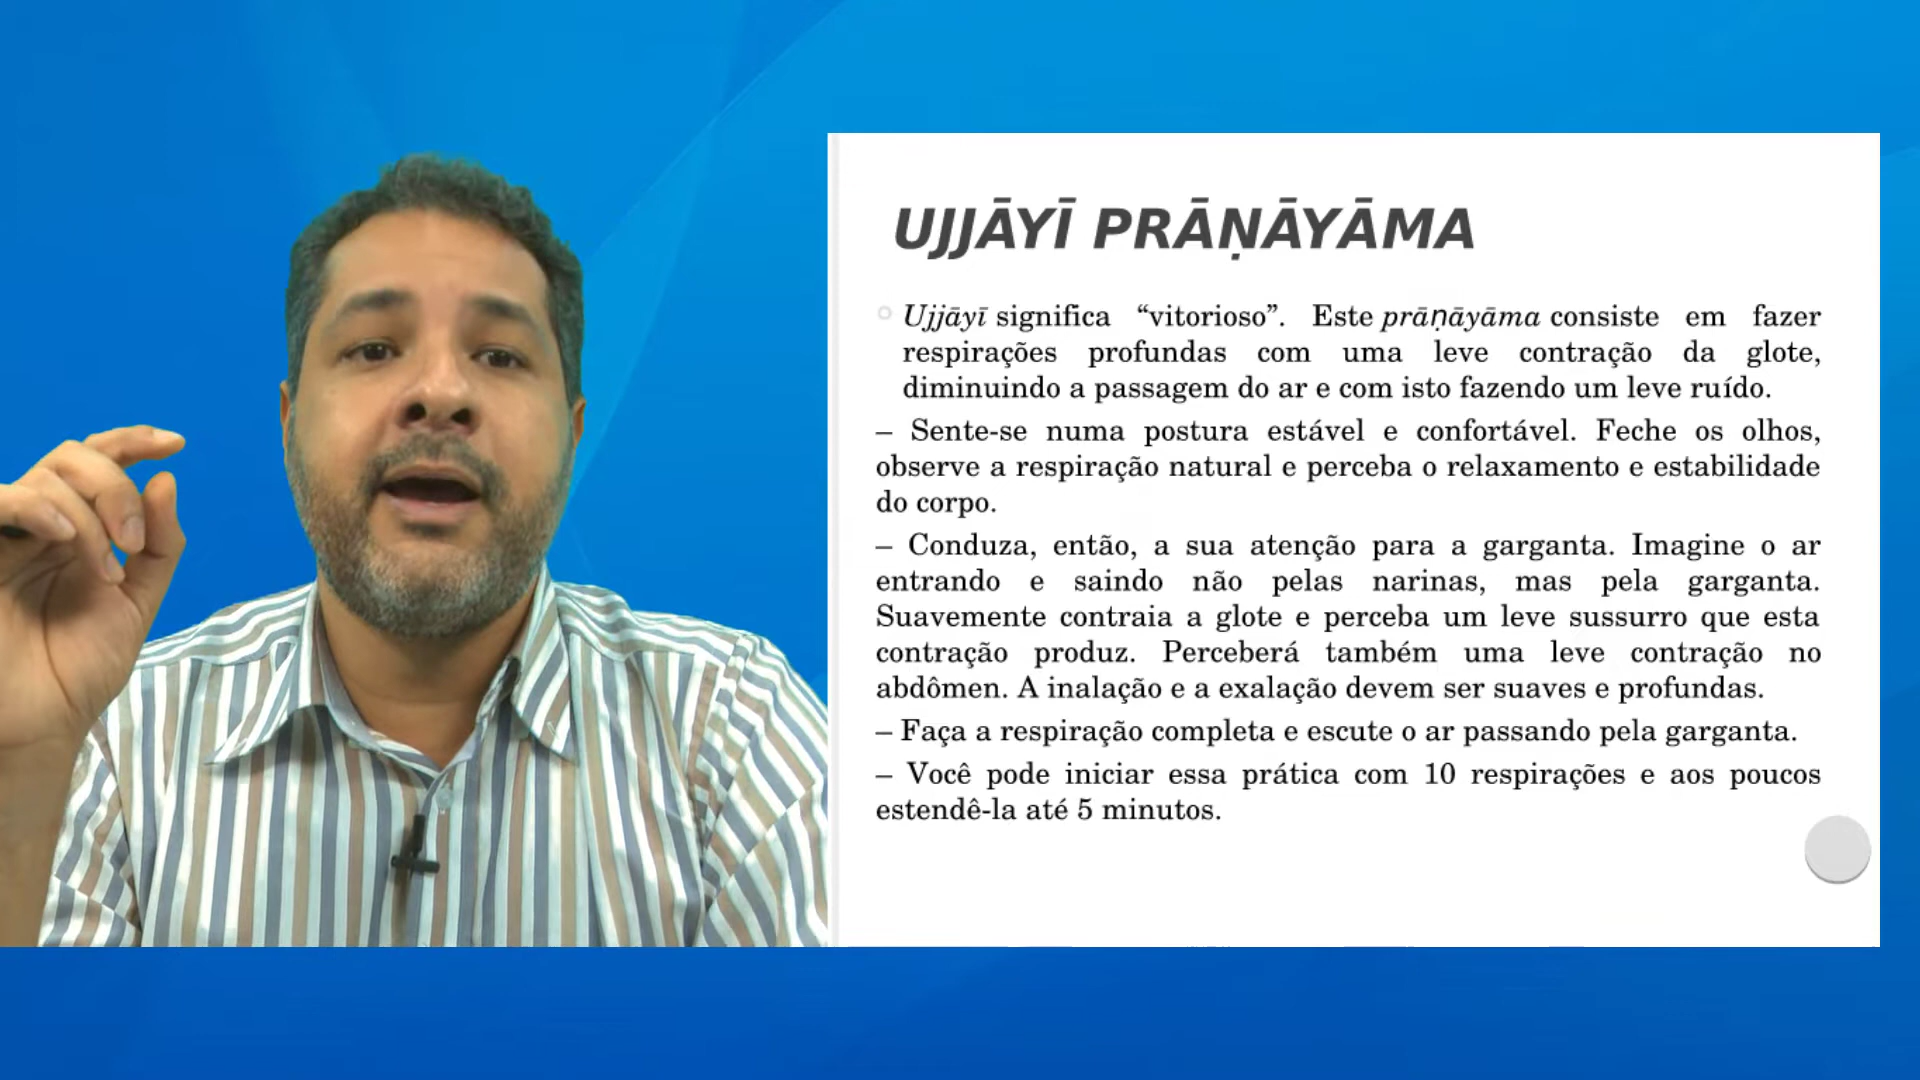 UJJĀYĪ PRĀṆĀYĀMA
Ujjāyī significa “vitorioso”. Este prāṇāyāma consiste em fazer
respirações profundas com uma leve contração da glote,
diminuindo a passagem do ar e com isto fazendo um leve ruído.
– Sente-se numa postura estável e confortável. Feche os olhos,
observe a respiração natural e perceba o relaxamento e estabilidade
do corpo.
– Conduza, então, a sua atenção para a garganta. Imagine o ar
entrando e saindo não pelas narinas, mas pela garganta.
Suavemente contraia a glote e perceba um leve sussurro que esta
contração produz. Perceberá também uma leve contração no
abdômen. A inalação e a exalação devem ser suaves e profundas.
– Faça a respiração completa e escute o ar passando pela garganta.
– Você pode iniciar essa prática com 10 respirações e aos poucos
estendê-la até 5 minutos.